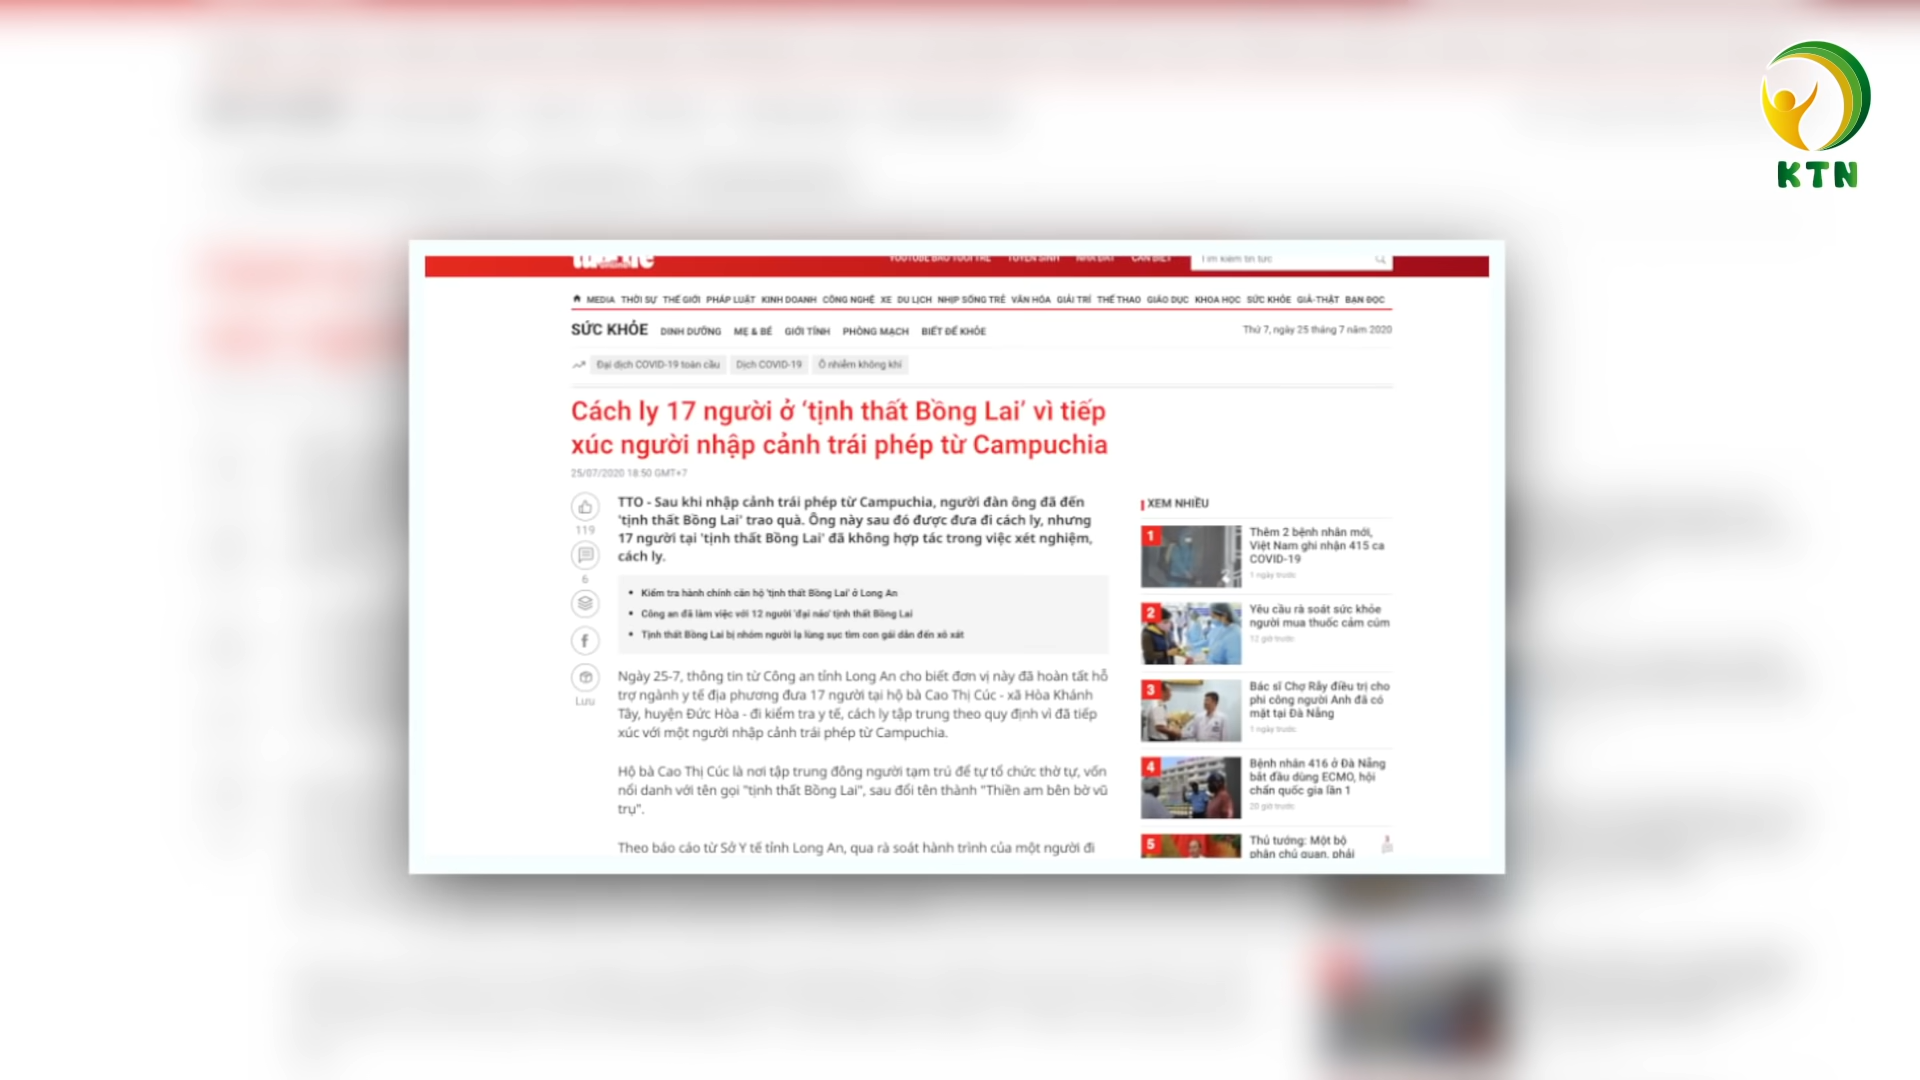 KTN
tuổi trẻ
YOUTUBE BÁO TUỔI TRẺ TUYỂN SINH NHÀ ĐẤT CẦN BIẾT Tìm kiếm tin tức
MEDIA THỜI SỰ THẾ GIỚI PHÁP LUẬT KINH DOANH CÔNG NGHỆ XE DU LỊCH NHỊP SỐNG TRẺ VĂN HÓA GIẢI TRÍ THỂ THAO GIÁO DỤC KHOA HỌC SỨC KHỎE GIẢ-THẬT BẠN ĐỌC
SỨC KHỎE DINH DƯỠNG MẸ & BÉ GIỚI TÍNH PHÒNG MẠCH BIẾT ĐỂ KHỎE Thứ 7, ngày 25 tháng 7 năm 2020
Đại dịch COVID-19 toàn cầu Dịch COVID-19 Ô nhiễm không khí
Cách ly 17 người ở ‘tịnh thất Bồng Lai’ vì tiếp
xúc người nhập cảnh trái phép từ Campuchia
25/07/2020 18:50 GMT+7
119
6
Lưu
TTO - Sau khi nhập cảnh trái phép từ Campuchia, người đàn ông đã đến
'tịnh thất Bồng Lai' trao quà. Ông này sau đó được đưa đi cách ly, nhưng
17 người tại 'tịnh thất Bồng Lai' đã không hợp tác trong việc xét nghiệm,
cách ly.
• Kiểm tra hành chính căn hộ 'tịnh thất Bồng Lai' ở Long An
• Công an đã làm việc với 12 người 'đại náo' tịnh thất Bồng Lai
• Tịnh thất Bồng Lai bị nhóm người lạ lùng sục tìm con gái dẫn đến xô xát
Ngày 25-7, thông tin từ Công an tỉnh Long An cho biết đơn vị này đã hoàn tất hỗ
trợ ngành y tế địa phương đưa 17 người tại hộ bà Cao Thị Cúc - xã Hòa Khánh
Tây, huyện Đức Hòa - đi kiểm tra y tế, cách ly tập trung theo quy định vì đã tiếp
xúc với một người nhập cảnh trái phép từ Campuchia.
Hộ bà Cao Thị Cúc là nơi tập trung đông người tạm trú để tự tổ chức thờ tự, vốn
nổi danh với tên gọi "tịnh thất Bồng Lai", sau đổi tên thành "Thiền am bên bờ vũ
trụ".
Theo báo cáo từ Sở Y tế tỉnh Long An, qua rà soát hành trình của một người đi
XEM NHIỀU
1
Thêm 2 bệnh nhân mới,
Việt Nam ghi nhận 415 ca
COVID-19
1 ngày trước
2
Yêu cầu rà soát sức khỏe
người mua thuốc cảm cúm
12 giờ trước
3
Bác sĩ Chợ Rẫy điều trị cho
phi công người Anh đã có
mặt tại Đà Nẵng
1 ngày trước
4
Bệnh nhân 416 ở Đà Nẵng
bắt đầu dùng ECMO, hội
chẩn quốc gia lần 1
20 giờ trước
5
Thủ tướng: Một bộ
phận chủ quan, phải